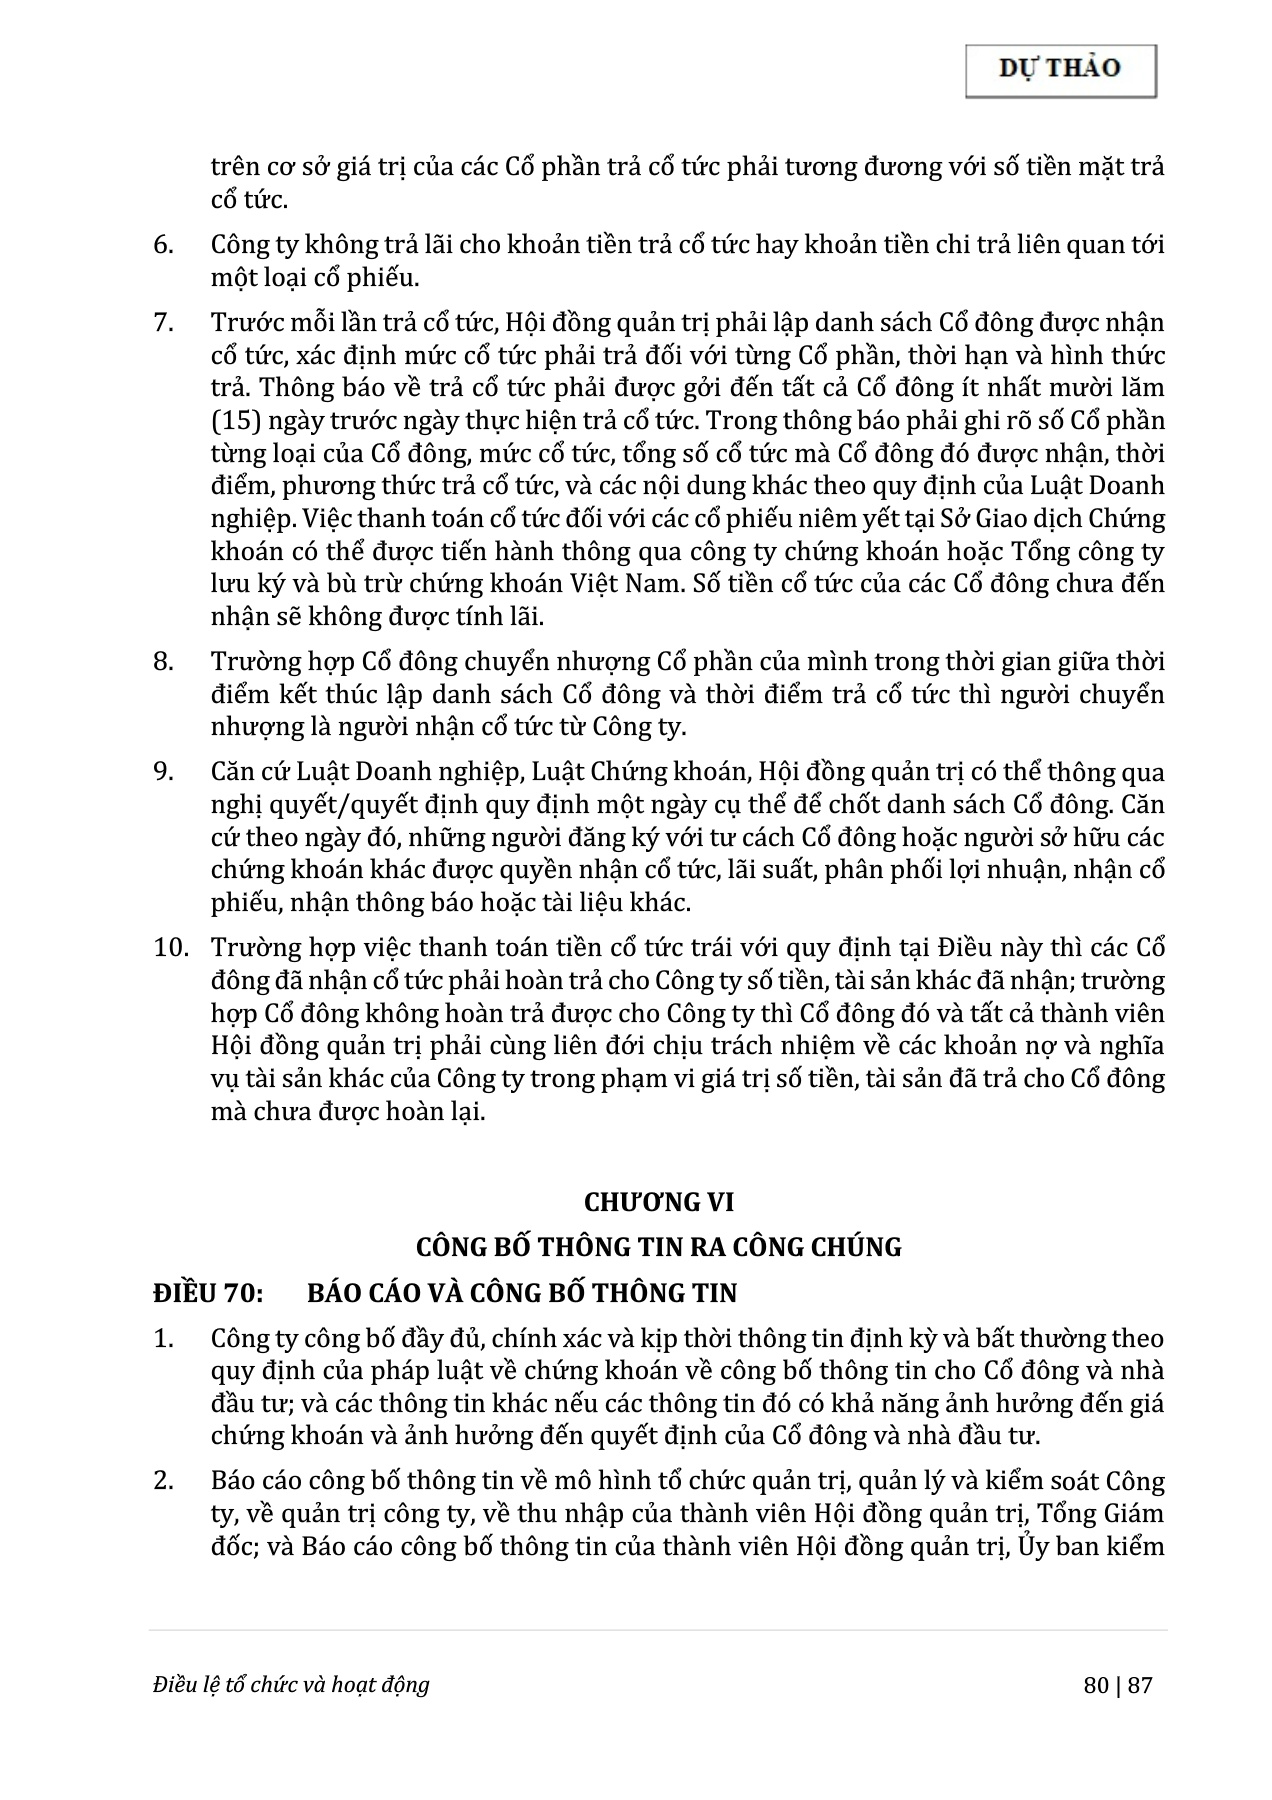 DỰ THẢO
trên cơ sở giá trị của các Cổ phần trả cổ tức phải tương đương với số tiền mặt trả
cổ tức.
6. Công ty không trả lãi cho khoản tiền trả cổ tức hay khoản tiền chi trả liên quan tới
một loại cổ phiếu.
7. Trước mỗi lần trả cổ tức, Hội đồng quản trị phải lập danh sách Cổ đông được nhận
cổ tức, xác định mức cổ tức phải trả đối với từng Cổ phần, thời hạn và hình thức
trả. Thông báo về trả cổ tức phải được gởi đến tất cả Cổ đông ít nhất mười lăm
(15) ngày trước ngày thực hiện trả cổ tức. Trong thông báo phải ghi rõ số Cổ phần
từng loại của Cổ đông, mức cổ tức, tổng số cổ tức mà Cổ đông đó được nhận, thời
điểm, phương thức trả cổ tức, và các nội dung khác theo quy định của Luật Doanh
nghiệp. Việc thanh toán cổ tức đối với các cổ phiếu niêm yết tại Sở Giao dịch Chứng
khoán có thể được tiến hành thông qua công ty chứng khoán hoặc Tổng công ty
lưu ký và bù trừ chứng khoán Việt Nam. Số tiền cổ tức của các Cổ đông chưa đến
nhận sẽ không được tính lãi.
8. Trường hợp Cổ đông chuyển nhượng Cổ phần của mình trong thời gian giữa thời
điểm kết thúc lập danh sách Cổ đông và thời điểm trả cổ tức thì người chuyển
nhượng là người nhận cổ tức từ Công ty.
9. Căn cứ Luật Doanh nghiệp, Luật Chứng khoán, Hội đồng quản trị có thể thông qua
nghị quyết/quyết định quy định một ngày cụ thể để chốt danh sách Cổ đông. Căn
cứ theo ngày đó, những người đăng ký với tư cách Cổ đông hoặc người sở hữu các
chứng khoán khác được quyền nhận cổ tức, lãi suất, phân phối lợi nhuận, nhận cổ
phiếu, nhận thông báo hoặc tài liệu khác.
10. Trường hợp việc thanh toán tiền cổ tức trái với quy định tại Điều này thì các Cổ
đông đã nhận cổ tức phải hoàn trả cho Công ty số tiền, tài sản khác đã nhận; trường
hợp Cổ đông không hoàn trả được cho Công ty thì Cổ đông đó và tất cả thành viên
Hội đồng quản trị phải cùng liên đới chịu trách nhiệm về các khoản nợ và nghĩa
vụ tài sản khác của Công ty trong phạm vi giá trị số tiền, tài sản đã trả cho Cổ đông
mà chưa được hoàn lại.
CHƯƠNG VI
CÔNG BỐ THÔNG TIN RA CÔNG CHÚNG
ĐIỀU 70: BÁO CÁO VÀ CÔNG BỐ THÔNG TIN
1. Công ty công bố đầy đủ, chính xác và kịp thời thông tin định kỳ và bất thường theo
quy định của pháp luật về chứng khoán về công bố thông tin cho Cổ đông và nhà
đầu tư; và các thông tin khác nếu các thông tin đó có khả năng ảnh hưởng đến giá
chứng khoán và ảnh hưởng đến quyết định của Cổ đông và nhà đầu tư.
2. Báo cáo công bố thông tin về mô hình tổ chức quản trị, quản lý và kiểm soát Công
ty, về quản trị công ty, về thu nhập của thành viên Hội đồng quản trị, Tổng Giám
đốc; và Báo cáo công bố thông tin của thành viên Hội đồng quản trị, Ủy ban kiểm
Điều lệ tổ chức và hoạt động
80 | 87